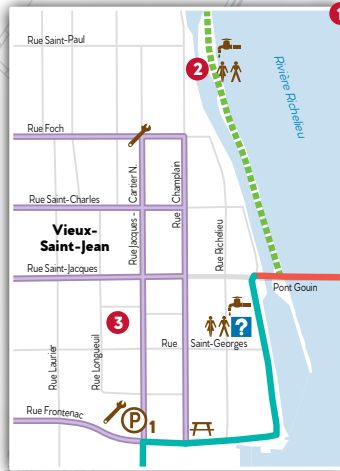 1
Rue Saint-Paul
2
Rivière Richelieu
Rue Foch
Rue Jacques - Cartier N.
Rue Champlain
Rue Saint-Charles
Rue Richelieu
Vieux-
Saint-Jean
Rue Saint-Jacques
Pont Gouin
3
?
Rue Saint-Georges
Rue Laurier
Rue Longueuil
Rue Frontenac
P 1